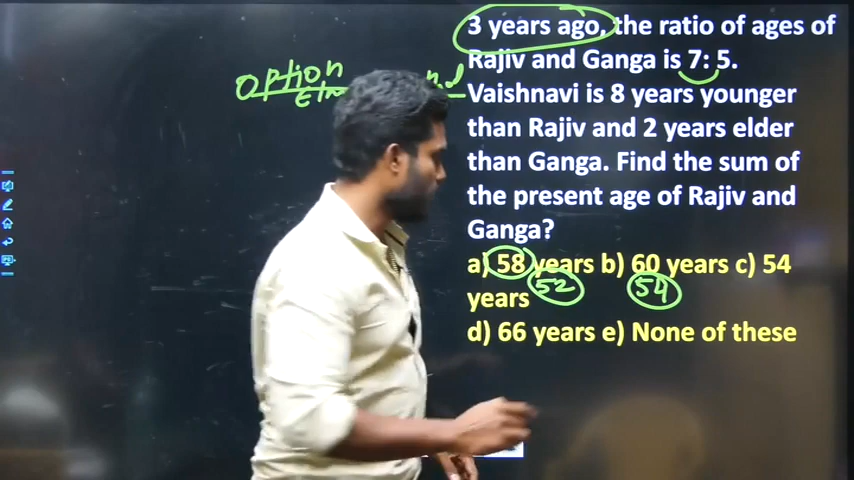 3 years ago, the ratio of ages of
Rajiv and Ganga is 7: 5.
option
Vaishnavi is 8 years younger
than Rajiv and 2 years elder
than Ganga. Find the sum of
the present age of Rajiv and
Ganga?
a) 58 years b) 60 years c) 54
years 52 54
d) 66 years e) None of these